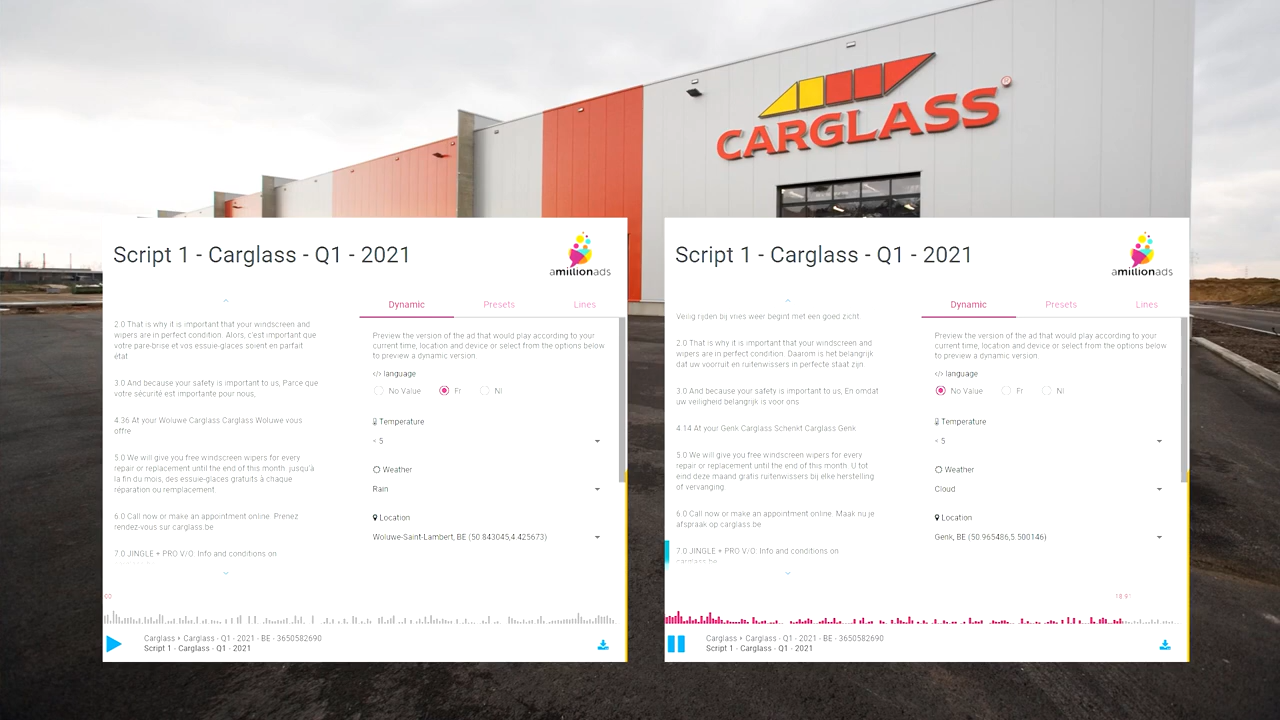 CARGLASS®
Script 1 - Carglass - Q1 - 2021
amillionads
Dynamic Presets Lines
2.0 That is why it is important that your windscreen and
wipers are in perfect condition. Alors, c'est important que
votre pare-brise et vos essuie-glaces soient en parfait
état
3.0 And because your safety is important to us, Parce que
votre sécurité est importante pour nous,
4.36 At your Woluwe Carglass Carglass Woluwe vous
offre
5.0 We will give you free windscreen wipers for every
repair or replacement until the end of this month. jusqu'à
la fin du mois, des essuie-glaces gratuits à chaque
réparation ou remplacement
6.0 Call now or make an appointment online. Prenez
rendez-vous sur carglass.be
7.0 JINGLE + PRO V/O: Info and conditions on
Preview the version of the ad that would play according to your
current time, location and device or select from the options below
to preview a dynamic version.
</> language
No Value Fr Nl
Temperature
< 5
Weather
Rain
Location
Woluwe-Saint-Lambert, BE (50.843045,4.425673)
Carglass › Carglass - Q1 - 2021 - BE - 3650582690
Script 1 - Carglass - Q1 - 2021
Script 1 - Carglass - Q1 - 2021
amillionads
Dynamic Presets Lines
Veilig rijden bij vries weer begint met een goed zicht
2.0 That is why it is important that your windscreen and
wipers are in perfect condition. Daarom is het belangrijk
dat uw voorruit en ruitenwissers in perfecte staat zijn
3.0 And because your safety is important to us, En omdat
uw veiligheid belangrijk is voor ons
4.14 At your Genk Carglass Schenkt Carglass Genk
5.0 We will give you free windscreen wipers for every
repair or replacement until the end of this month. U tot
eind deze maand gratis ruitenwissers bij elke herstelling
of vervanging
6.0 Call now or make an appointment online. Maak nu je
afspraak op carglass.be
7.0 JINGLE + PRO V/O: Info and conditions on
carglass.be
Preview the version of the ad that would play according to your
current time, location and device or select from the options below
to preview a dynamic version.
</> language
No Value Fr Nl
Temperature
< 5
Weather
Cloud
Location
Genk, BE (50.965486,5.500146)
Carglass › Carglass - Q1 - 2021 - BE - 3650582690
Script 1 - Carglass - Q1 - 2021